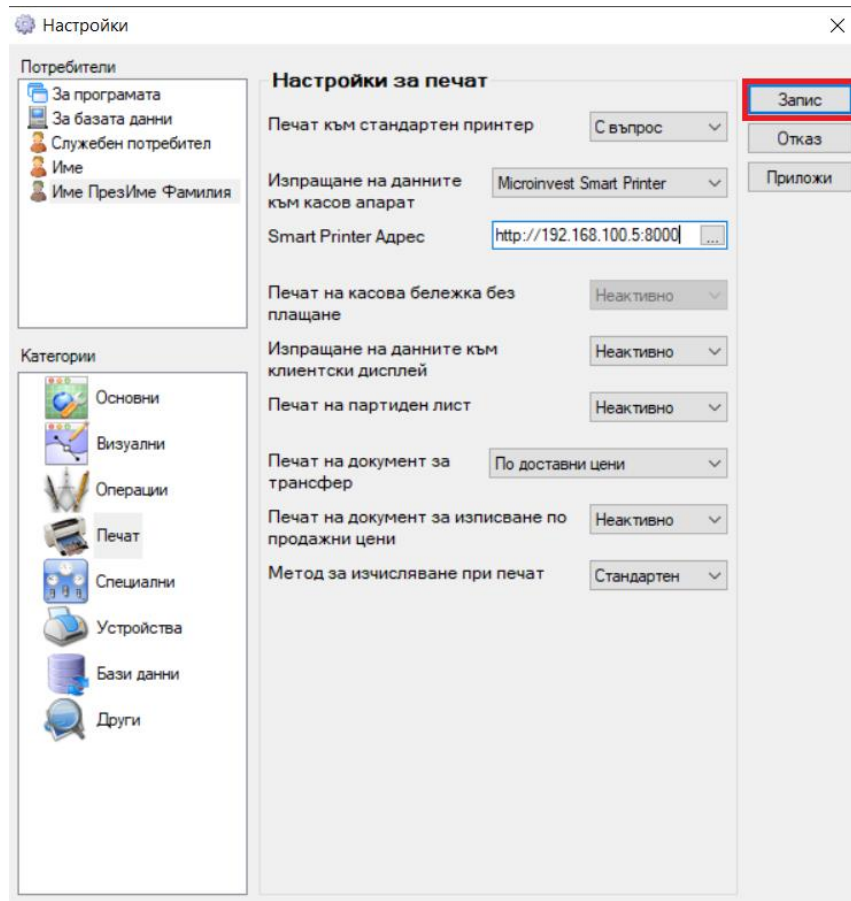 Настройки
Потребители
За програмата
За базата данни
Служебен потребител
Име
Име ПрезИме Фамилия
Категории
Основни
Визуални
Операции
Печат
Специални
Устройства
Бази данни
Други
Настройки за печат
Печат към стандартен принтер
С въпрос
Изпращане на данните
към касов апарат
Microinvest Smart Printer
Smart Printer Адрес
http://192.168.100.5:8000
...
Печат на касова бележка без
плащане
Неактивно
Изпращане на данните към
клиентски дисплей
Неактивно
Печат на партиден лист
Неактивно
Печат на документ за
трансфер
По доставни цени
Печат на документ за изписване по
продажни цени
Неактивно
Метод за изчисляване при печат
Стандартен
Запис
Отказ
Приложи